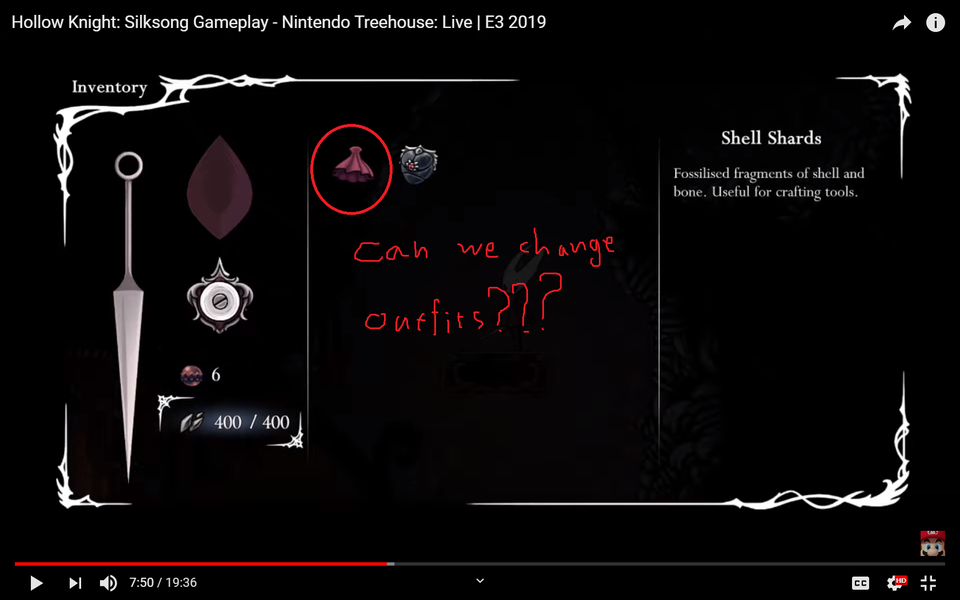 Hollow Knight: Silksong Gameplay - Nintendo Treehouse: Live | E3 2019
Inventory
Shell Shards
Fossilised fragments of shell and
bone. Useful for crafting tools.
Can we change
outfits???
6
400 / 400
7:50 / 19:36
CC
HD